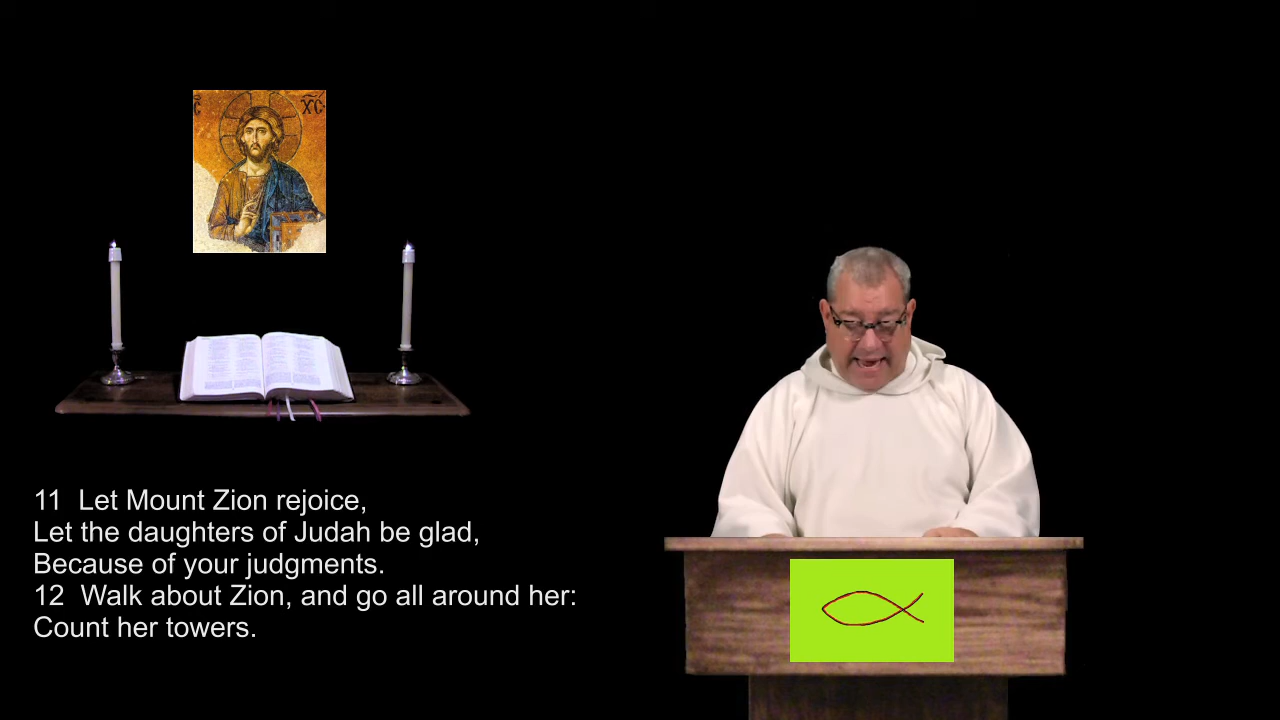 XC
11 Let Mount Zion rejoice,
Let the daughters of Judah be glad,
Because of your judgments.
12 Walk about Zion, and go all around her:
Count her towers.